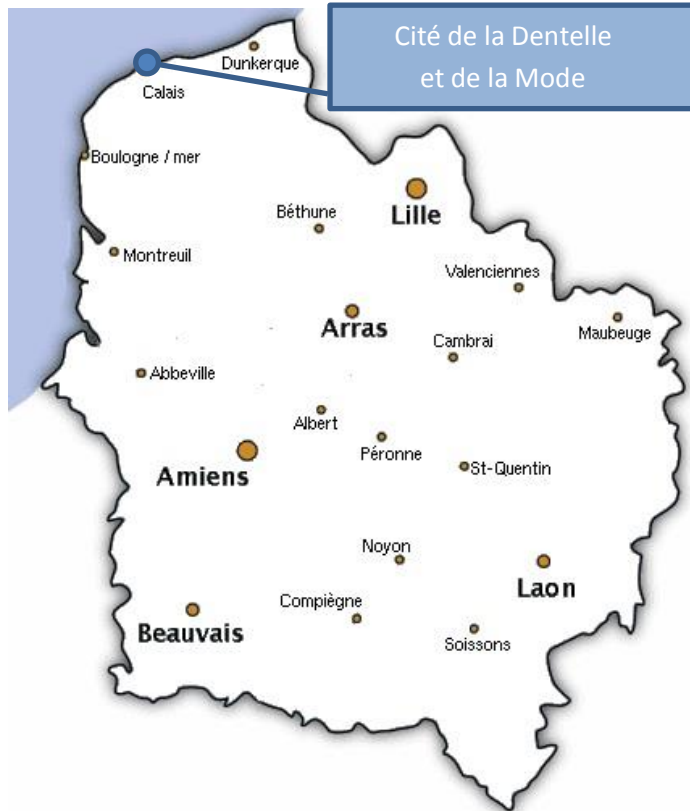 Cité de la Dentelle
et de la Mode
Dunkerque
Calais
Boulogne / mer
Lille
Béthune
Montreuil
Valenciennes
Arras
Maubeuge
Cambrai
Abbeville
Albert
Péronne
Amiens
St-Quentin
Noyon
Laon
Compiègne
Beauvais
Soissons